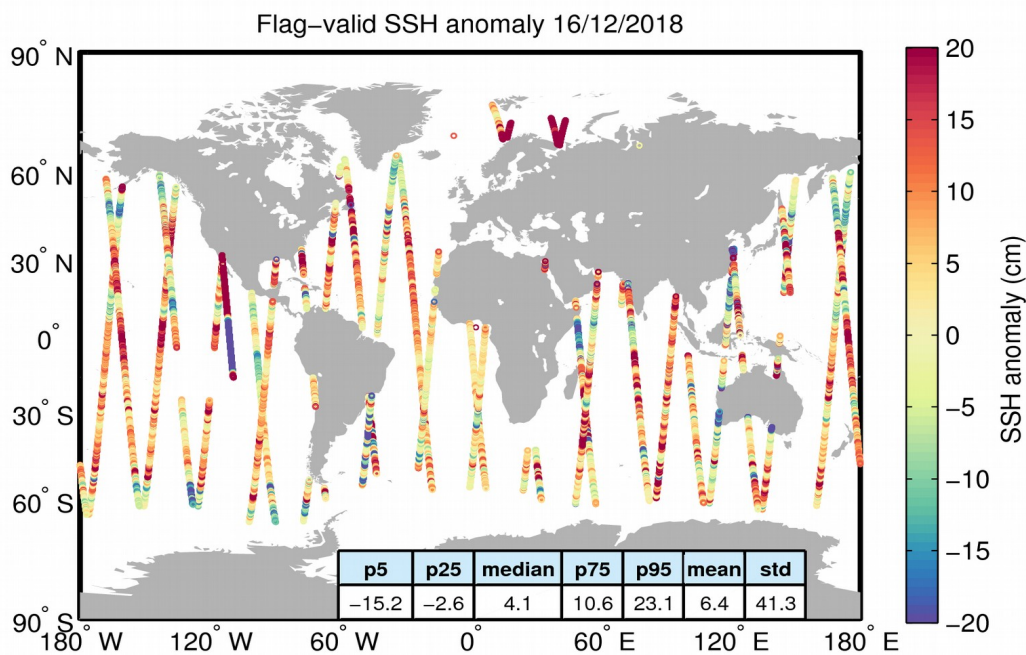 Flag−valid SSH anomaly 16/12/2018
90° N
60° N
30° N
0°
30° S
60° S
90° S
180° W
120° W
60° W
0°
60° E
120° E
180° E
p5 p25 median p75 p95 mean std
−15.2 −2.6 4.1 10.6 23.1 6.4 41.3
20
15
10
5
0
−5
−10
−15
−20
SSH anomaly (cm)